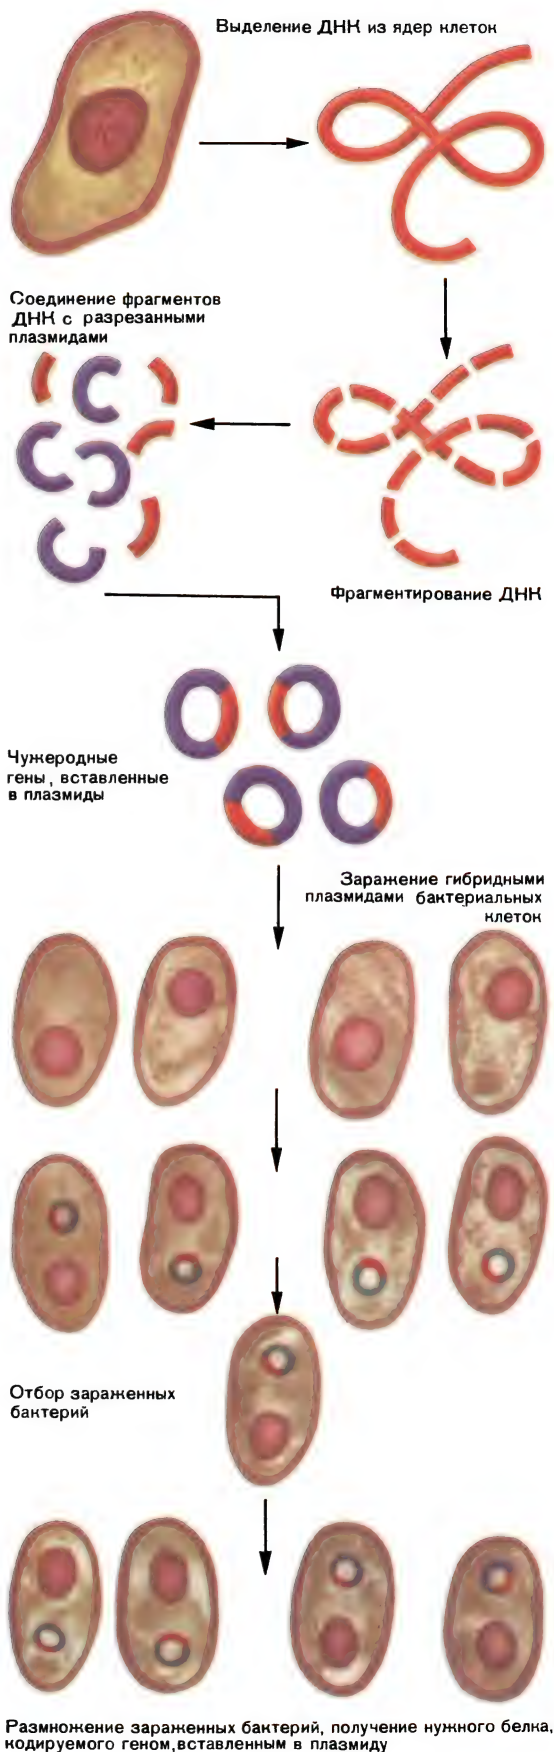 Выделение ДНК из ядер клеток
Соединение фрагментов
ДНК с разрезанными
плазмидами
Фрагментирование ДНК
Чужеродные
гены, вставленные
в плазмиды
Заражение гибридными
плазмидами бактериальных
клеток
Отбор зараженных
бактерий
Размножение зараженных бактерий, получение нужного белка,
кодируемого геном,вставленным в плазмиду